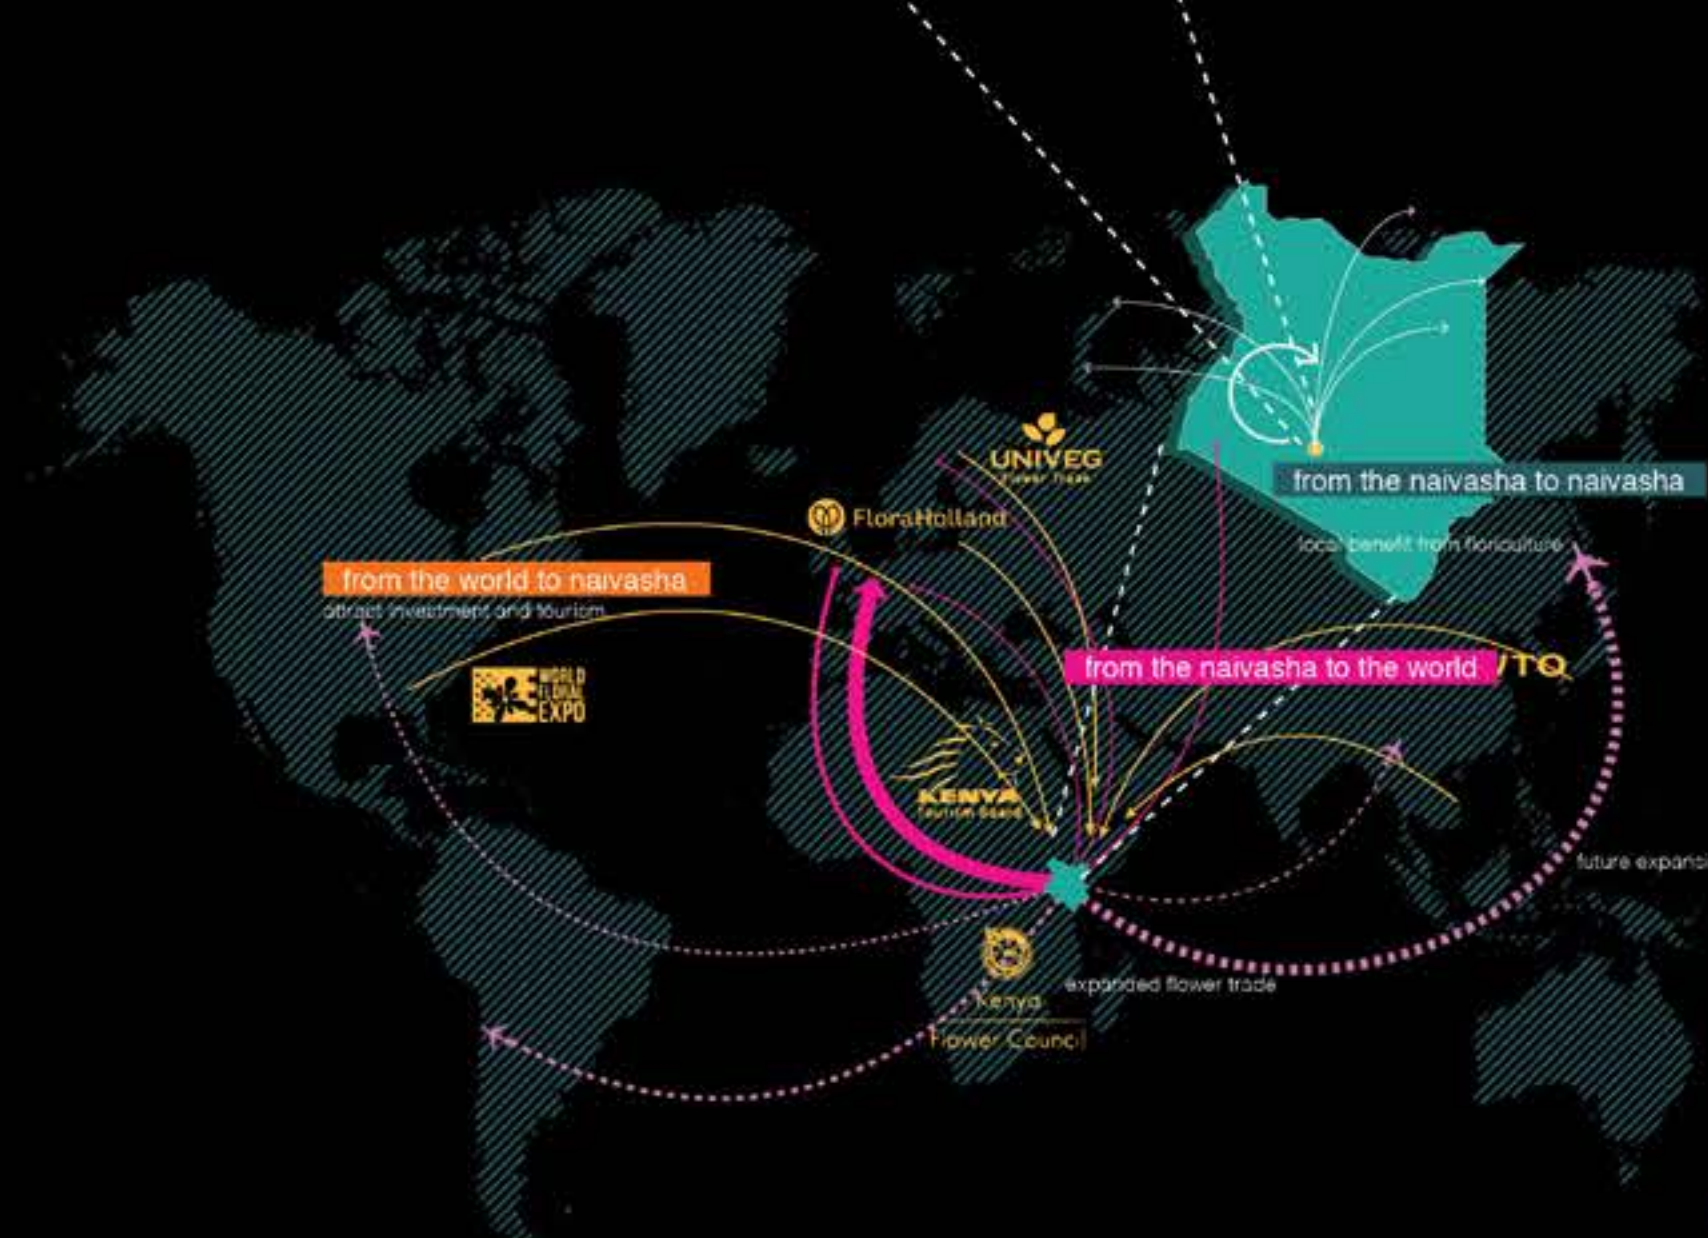 UNIVEG
Flower Trade
FloraHolland
from the naivasha to naivasha
local benefit from floriculture
from the world to naivasha
attract investment and tourism
WORLD
FLORAL
EXPO
from the naivasha to the world
KENYA
Tourism Board
future
expanded flower trade
Kenya
Flower Council